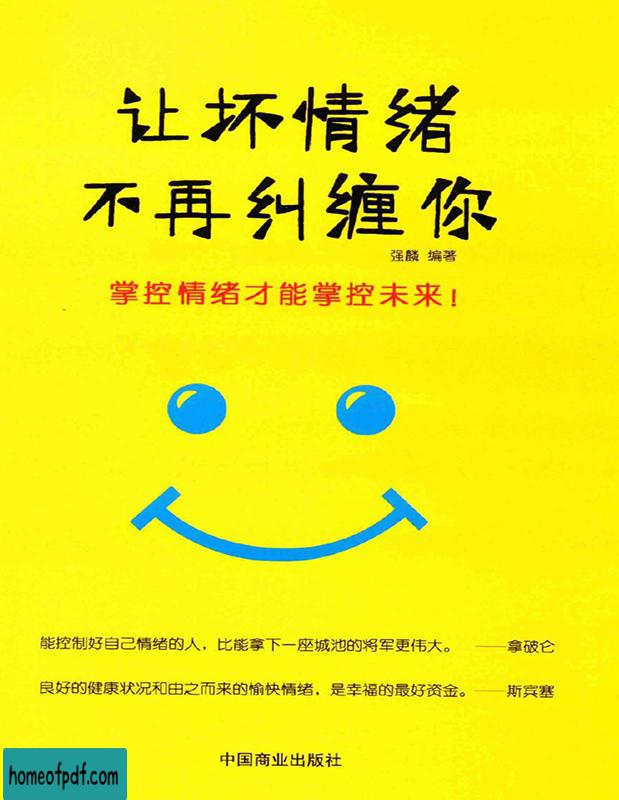 让坏情绪
不再纠缠你
强麟 编著
掌控情绪才能掌控未来！
能控制好自己情绪的人，比能拿下一座城池的将军更伟大。 ——拿破仑
良好的健康状况和由之而来的愉快情绪，是幸福的最好资金。——斯宾塞
中国商业出版社
homeofpdf.com